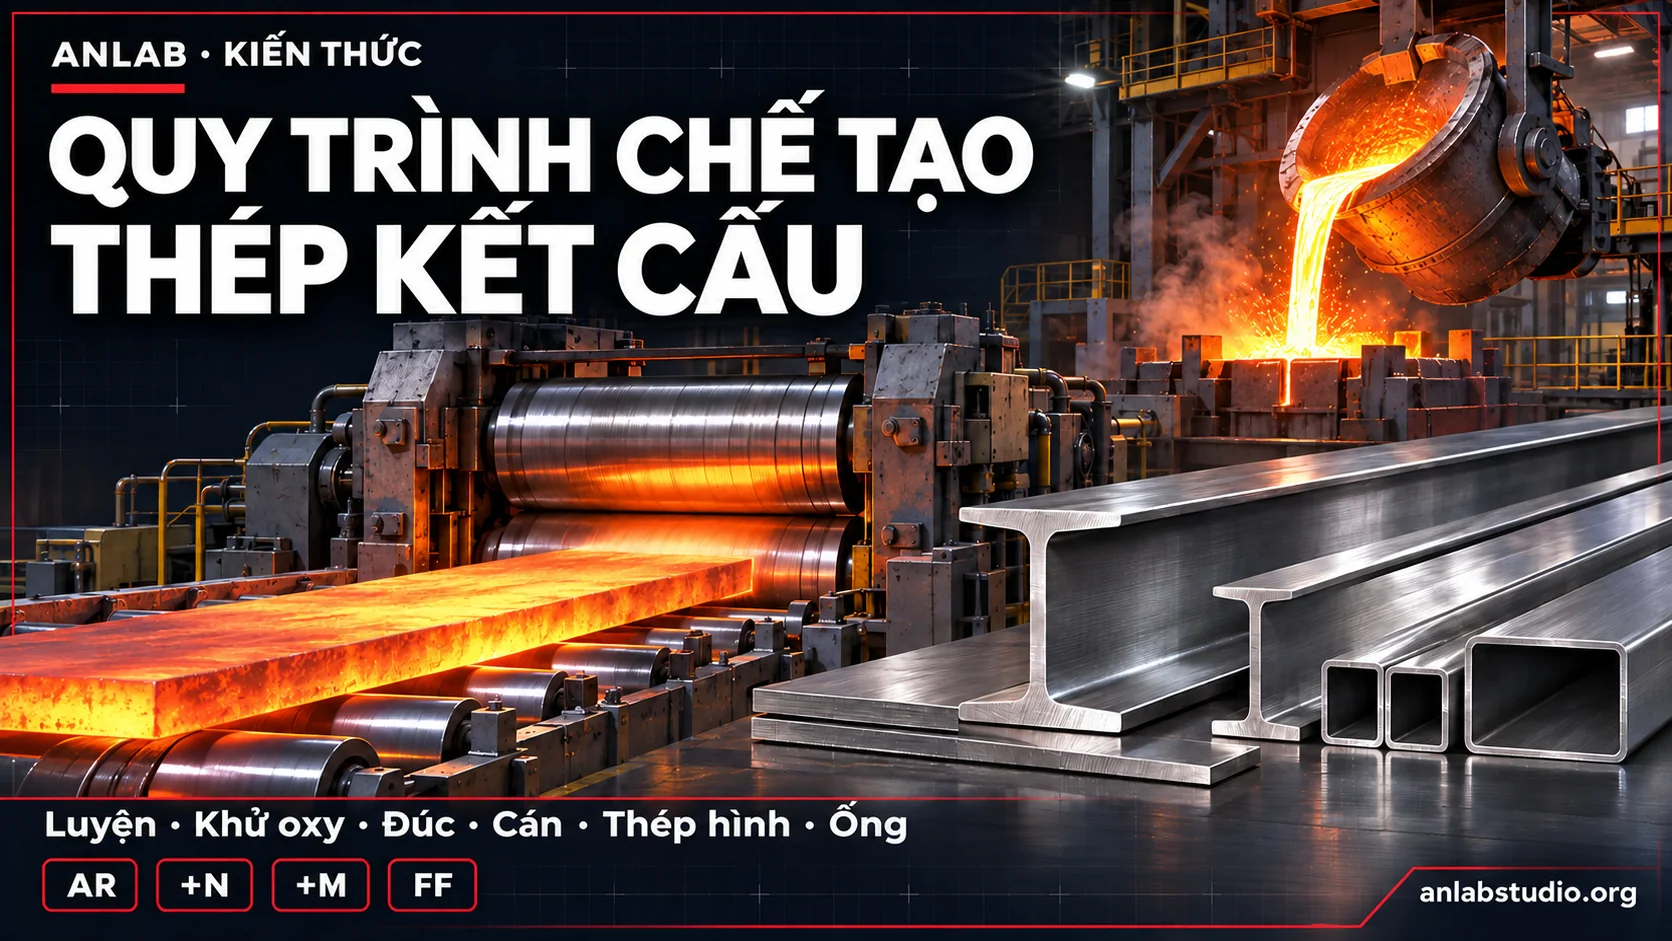 ANLAB · KIẾN THỨC
QUY TRÌNH CHẾ TẠO
THÉP KẾT CẤU
Luyện · Khử oxy · Đúc · Cán · Thép hình · Ống
AR +N +M FF
anlabstudio.org